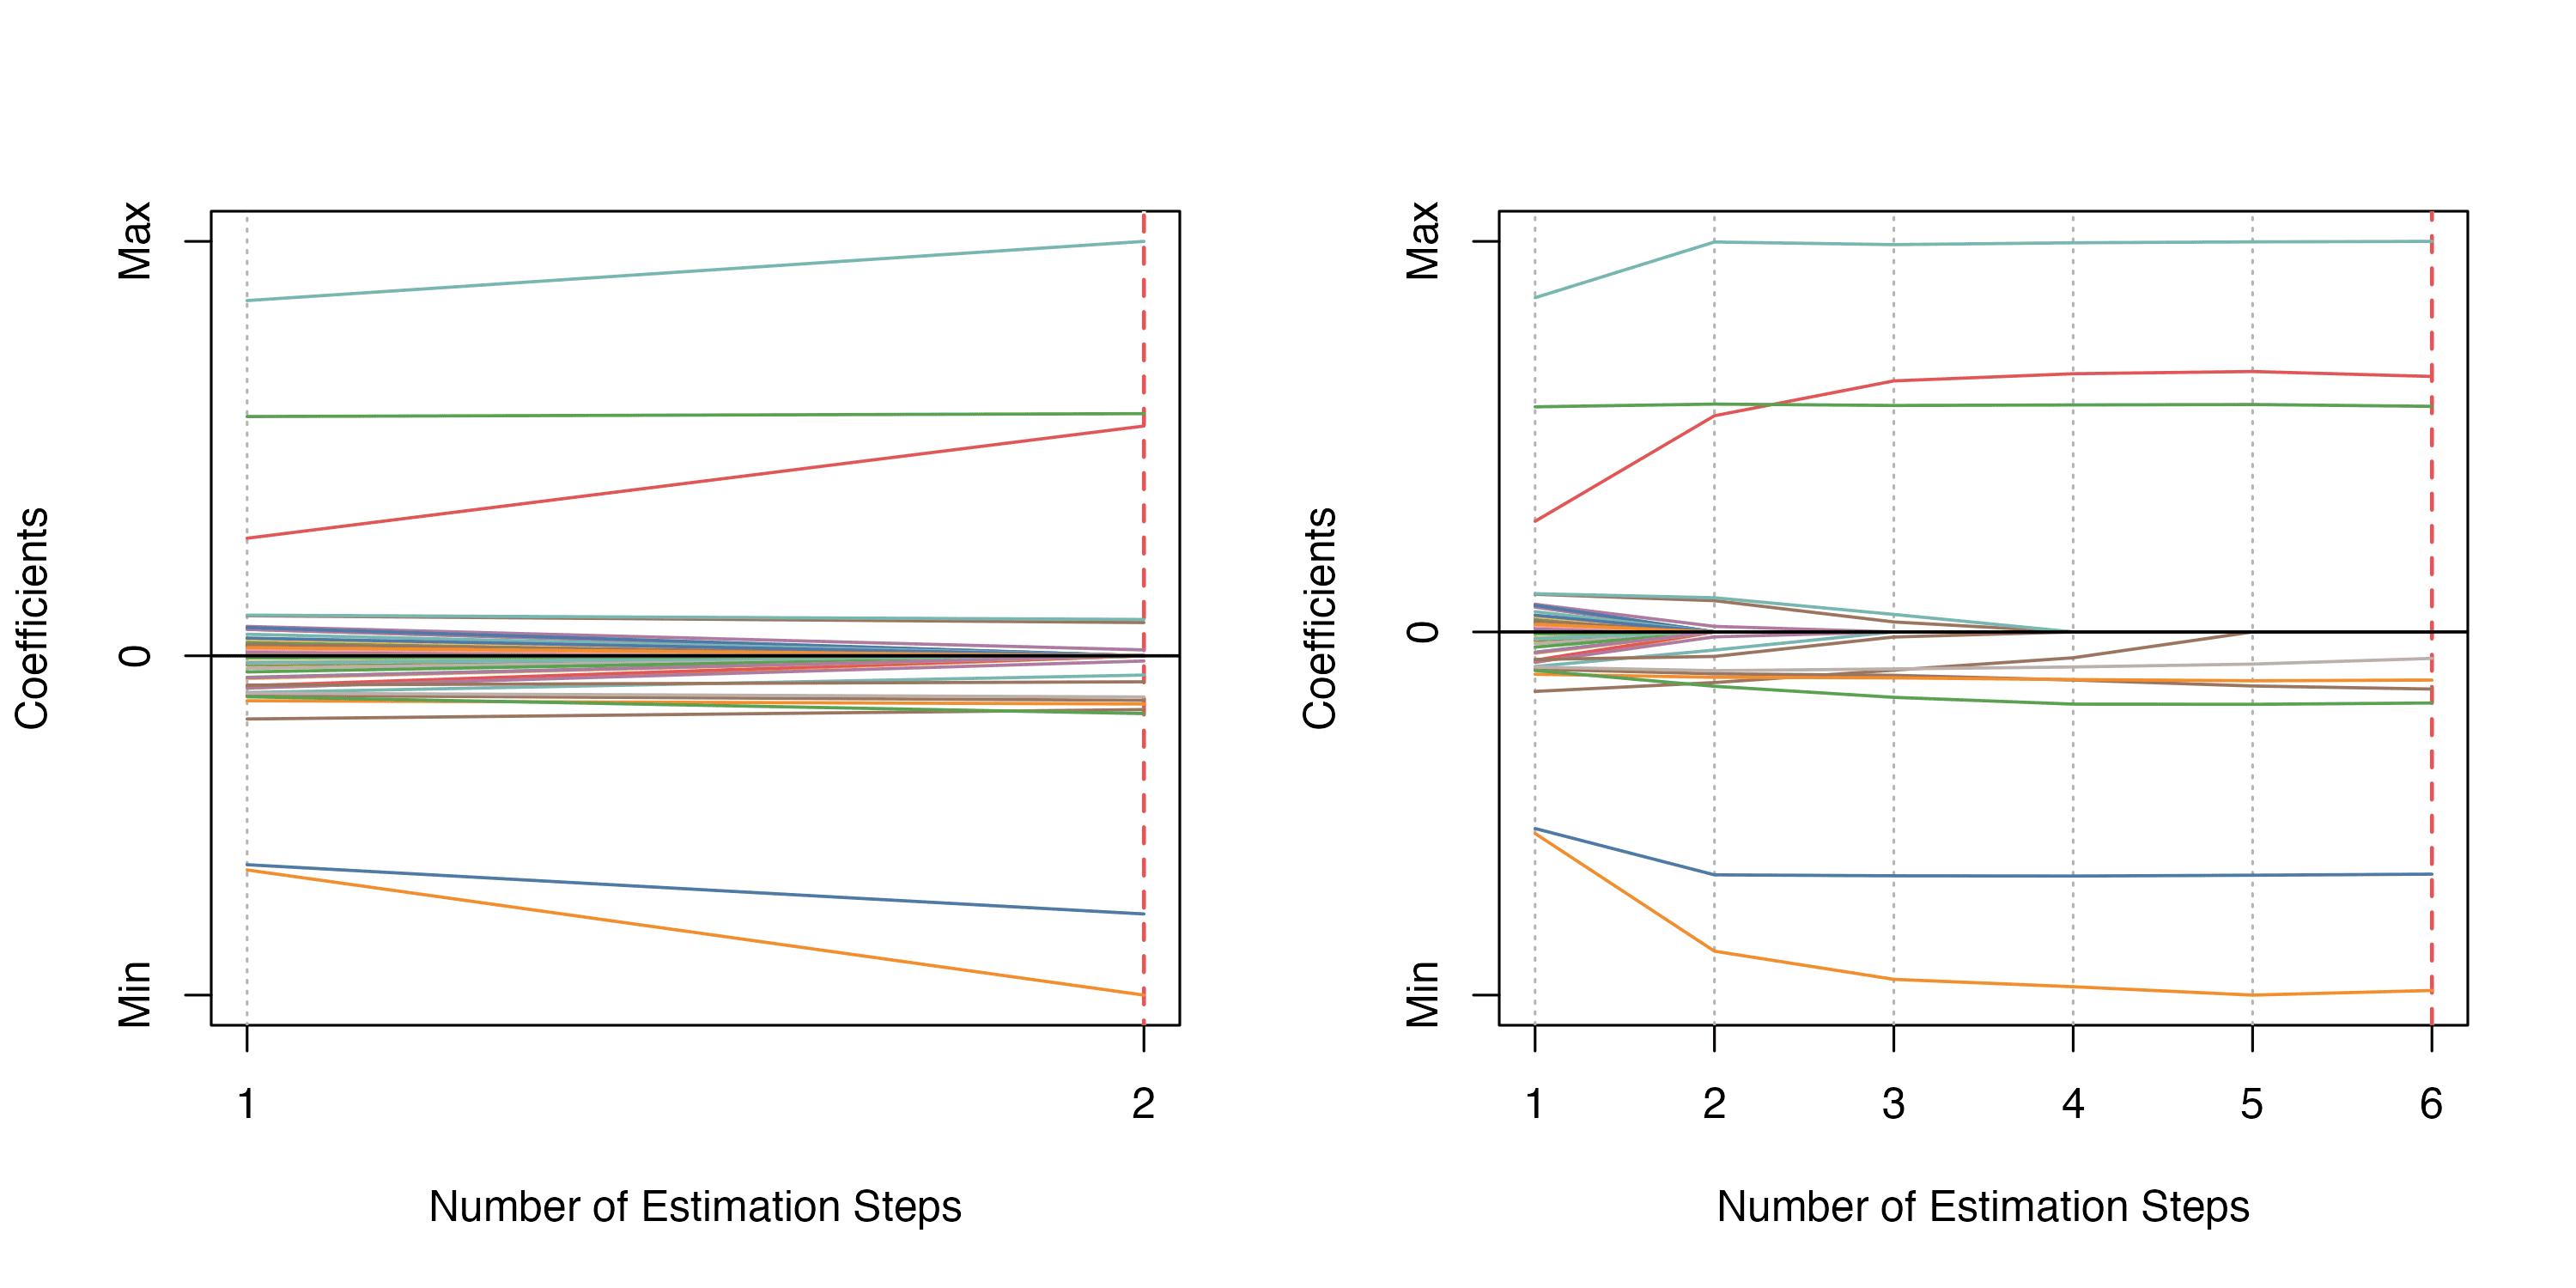 Coefficients
Max
0
Min
1
2
Number of Estimation Steps
Coefficients
Max
0
Min
1 2 3 4 5 6
Number of Estimation Steps